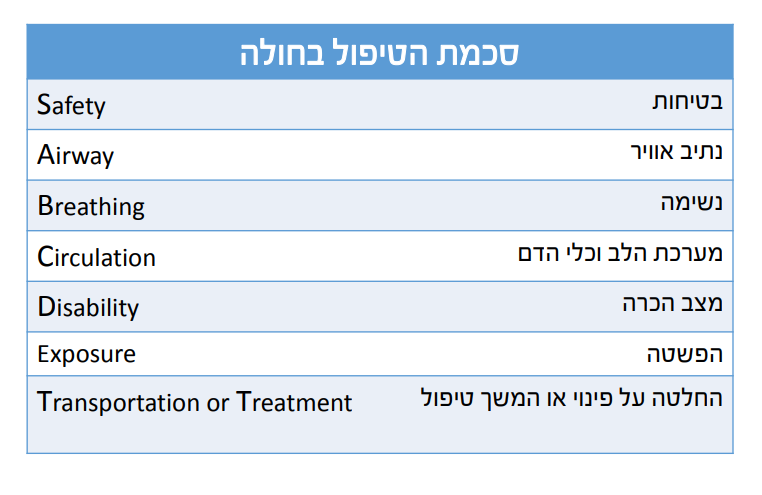 סכמת הטיפול בחולה
בטיחות Safety
נתיב אוויר Airway
נשימה Breathing
מערכת הלב וכלי הדם Circulation
מצב הכרה Disability
הפשטה Exposure
החלטה על פינוי או המשך טיפול Transportation or Treatment